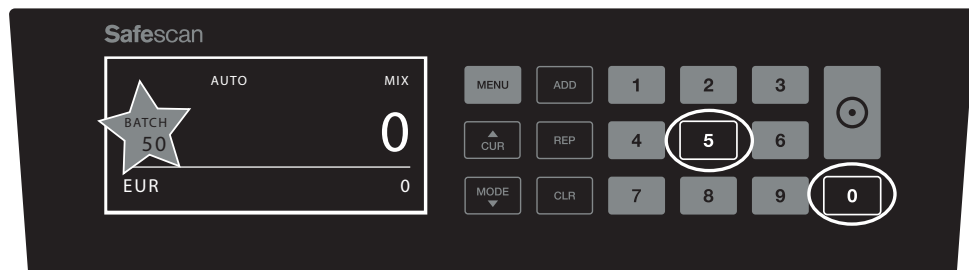 Safescan
AUTO MIX
BATCH
50
0
EUR 0
MENU ADD 1 2 3
CUR REP 4 5 6
MODE CLR 7 8 9 0